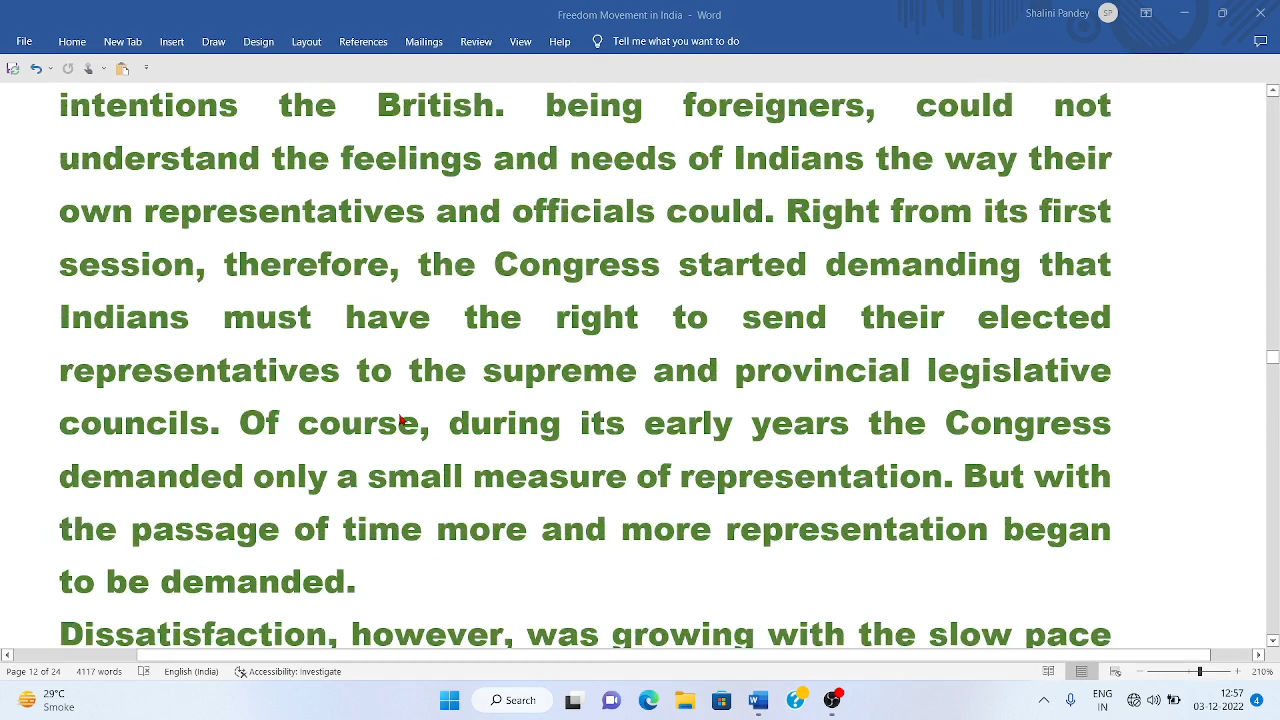 Freedom Movement in India - Word
Shalini Pandey SP
File Home New Tab Insert Draw Design Layout References Mailings Review View Help Tell me what you want to do
intentions the British. being foreigners, could not
understand the feelings and needs of Indians the way their
own representatives and officials could. Right from its first
session, therefore, the Congress started demanding that
Indians must have the right to send their elected
representatives to the supreme and provincial legislative
councils. Of course, during its early years the Congress
demanded only a small measure of representation. But with
the passage of time more and more representation began
to be demanded.
Dissatisfaction, however, was growing with the slow pace
Page 12 of 24 4117 words English (India) Accessibility: Investigate 210%
29°C
Smoke
Search
ENG
IN
12:57
03-12-2022
4